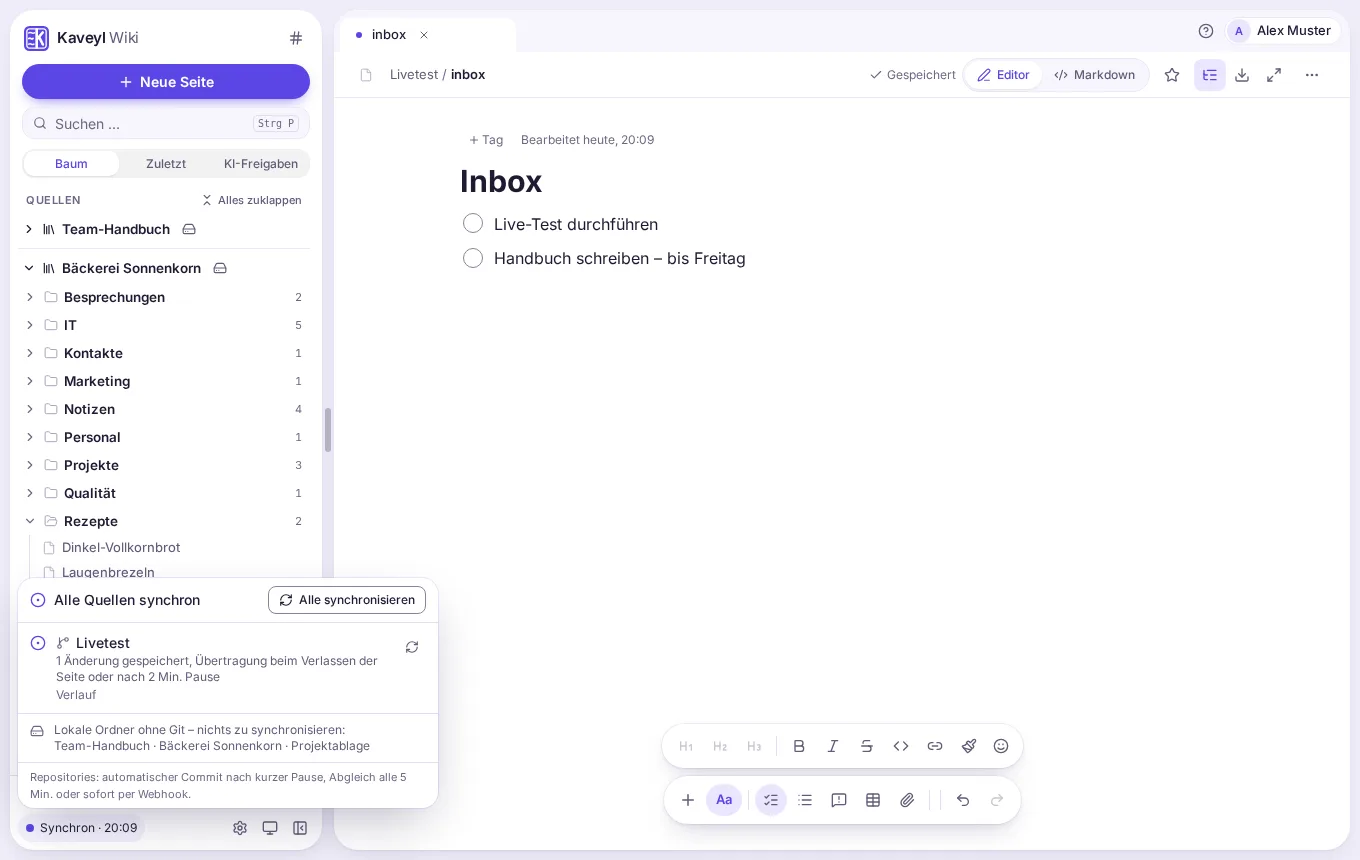 Kaveyl Wiki
Neue Seite
Suchen ...
Strg P
Baum
Zuletzt
KI-Freigaben
QUELLEN
Alles zuklappen
Team-Handbuch
Bäckerei Sonnenkorn
Besprechungen 2
IT 5
Kontakte 1
Marketing 1
Notizen 4
Personal 1
Projekte 3
Qualität 1
Rezepte 2
Dinkel-Vollkornbrot
Laugenbrezeln
Alle Quellen synchron
Alle synchronisieren
Livetest
1 Änderung gespeichert, Übertragung beim Verlassen der
Seite oder nach 2 Min. Pause
Verlauf
Lokale Ordner ohne Git – nichts zu synchronisieren:
Team-Handbuch · Bäckerei Sonnenkorn · Projektablage
Repositories: automatischer Commit nach kurzer Pause, Abgleich alle 5
Min. oder sofort per Webhook.
Synchron · 20:09
inbox
A
Alex Muster
Livetest / inbox
Gespeichert
Editor
Markdown
+ Tag
Bearbeitet heute, 20:09
Inbox
Live-Test durchführen
Handbuch schreiben – bis Freitag
H1 H2 H3
Aa